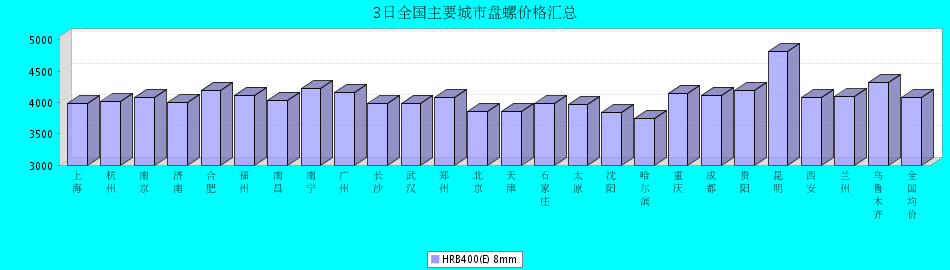 3日全国主要城市盘螺价格汇总
5000
4500
4000
3500
3000
上海
杭州
南京
济南
合肥
福州
南昌
南宁
广州
长沙
武汉
郑州
北京
天津
石家庄
太原
沈阳
哈尔滨
重庆
成都
贵阳
昆明
西安
兰州
乌鲁木齐
全国均价
HRB400(E) 8mm